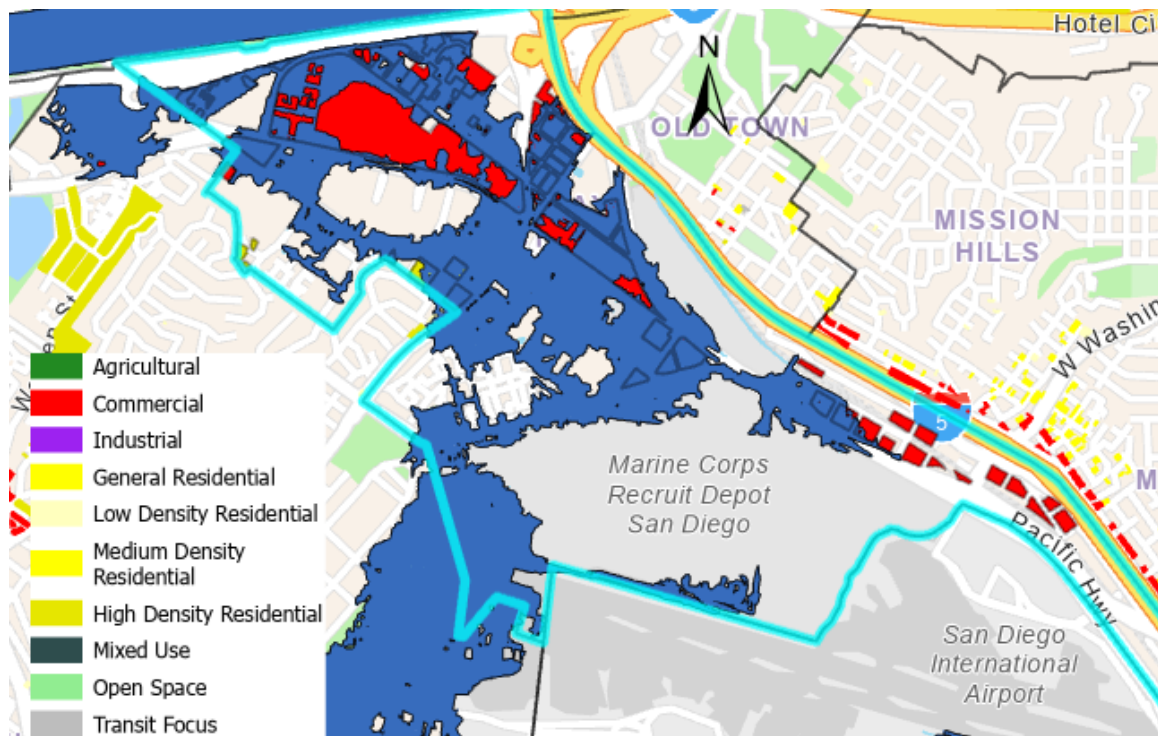 Hotel Ci
N
OLD TOWN
MISSION
HILLS
W Washin
5
M
Marine Corps
Recruit Depot
San Diego
Pacific Hwy
San Diego
International
Airport
Agricultural
Commercial
Industrial
General Residential
Low Density Residential
Medium Density
Residential
High Density Residential
Mixed Use
Open Space
Transit Focus